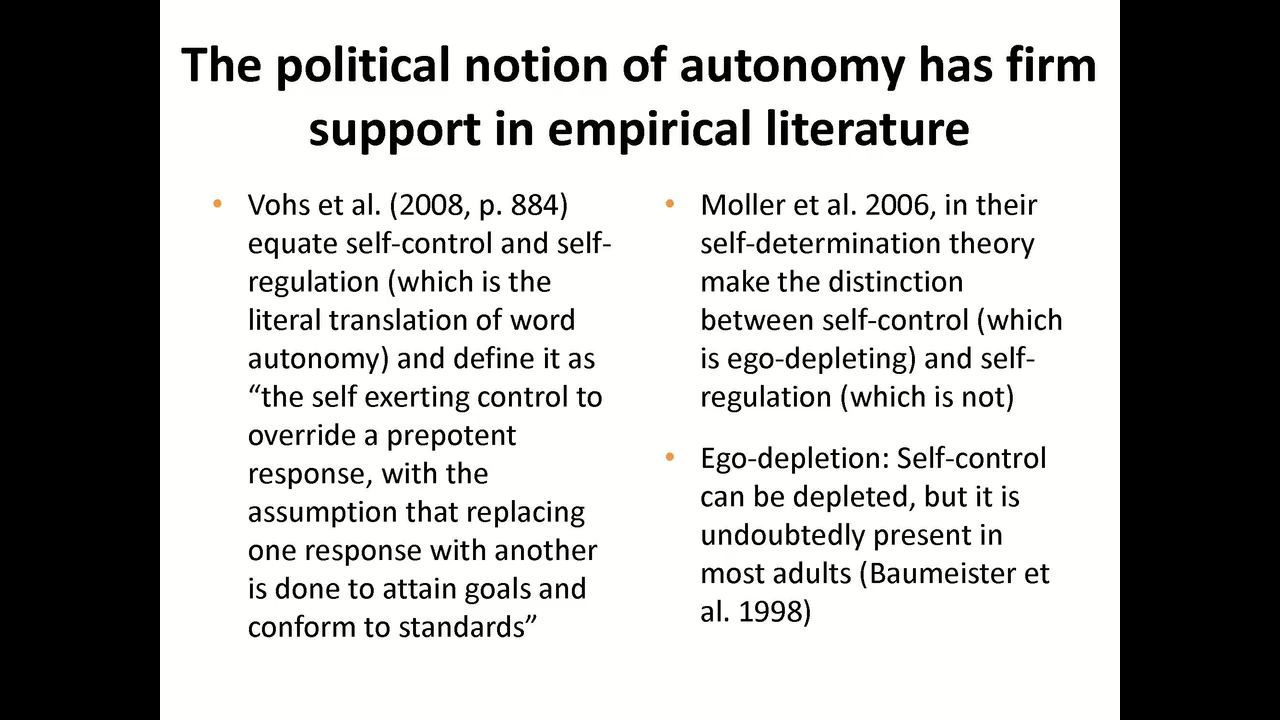 The political notion of autonomy has firm
support in empirical literature
• Vohs et al. (2008, p. 884)
equate self-control and self-
regulation (which is the
literal translation of word
autonomy) and define it as
“the self exerting control to
override a prepotent
response, with the
assumption that replacing
one response with another
is done to attain goals and
conform to standards”
• Moller et al. 2006, in their
self-determination theory
make the distinction
between self-control (which
is ego-depleting) and self-
regulation (which is not)
• Ego-depletion: Self-control
can be depleted, but it is
undoubtedly present in
most adults (Baumeister et
al. 1998)